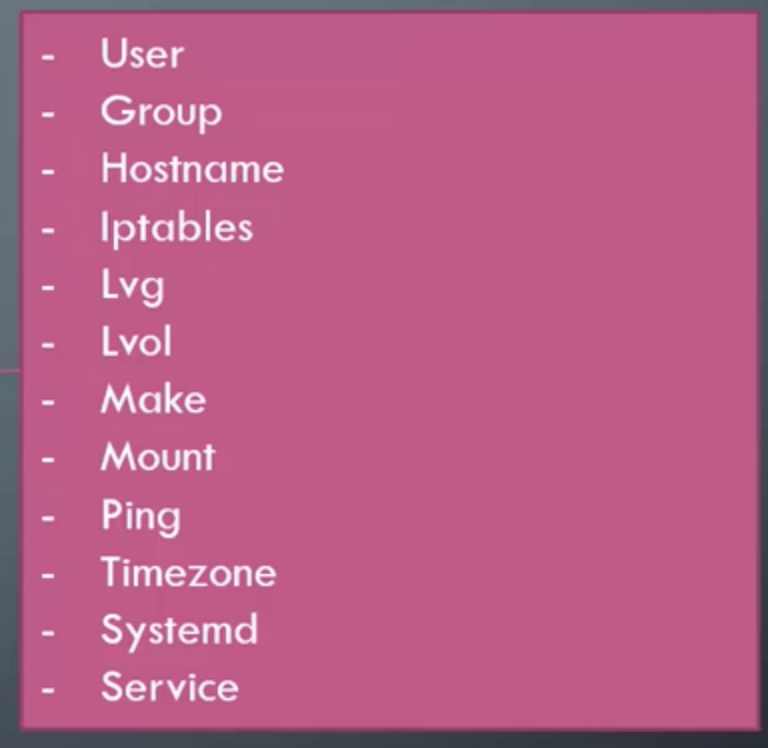 - User
- Group
- Hostname
- Iptables
- Lvg
- Lvol
- Make
- Mount
- Ping
- Timezone
- Systemd
- Service